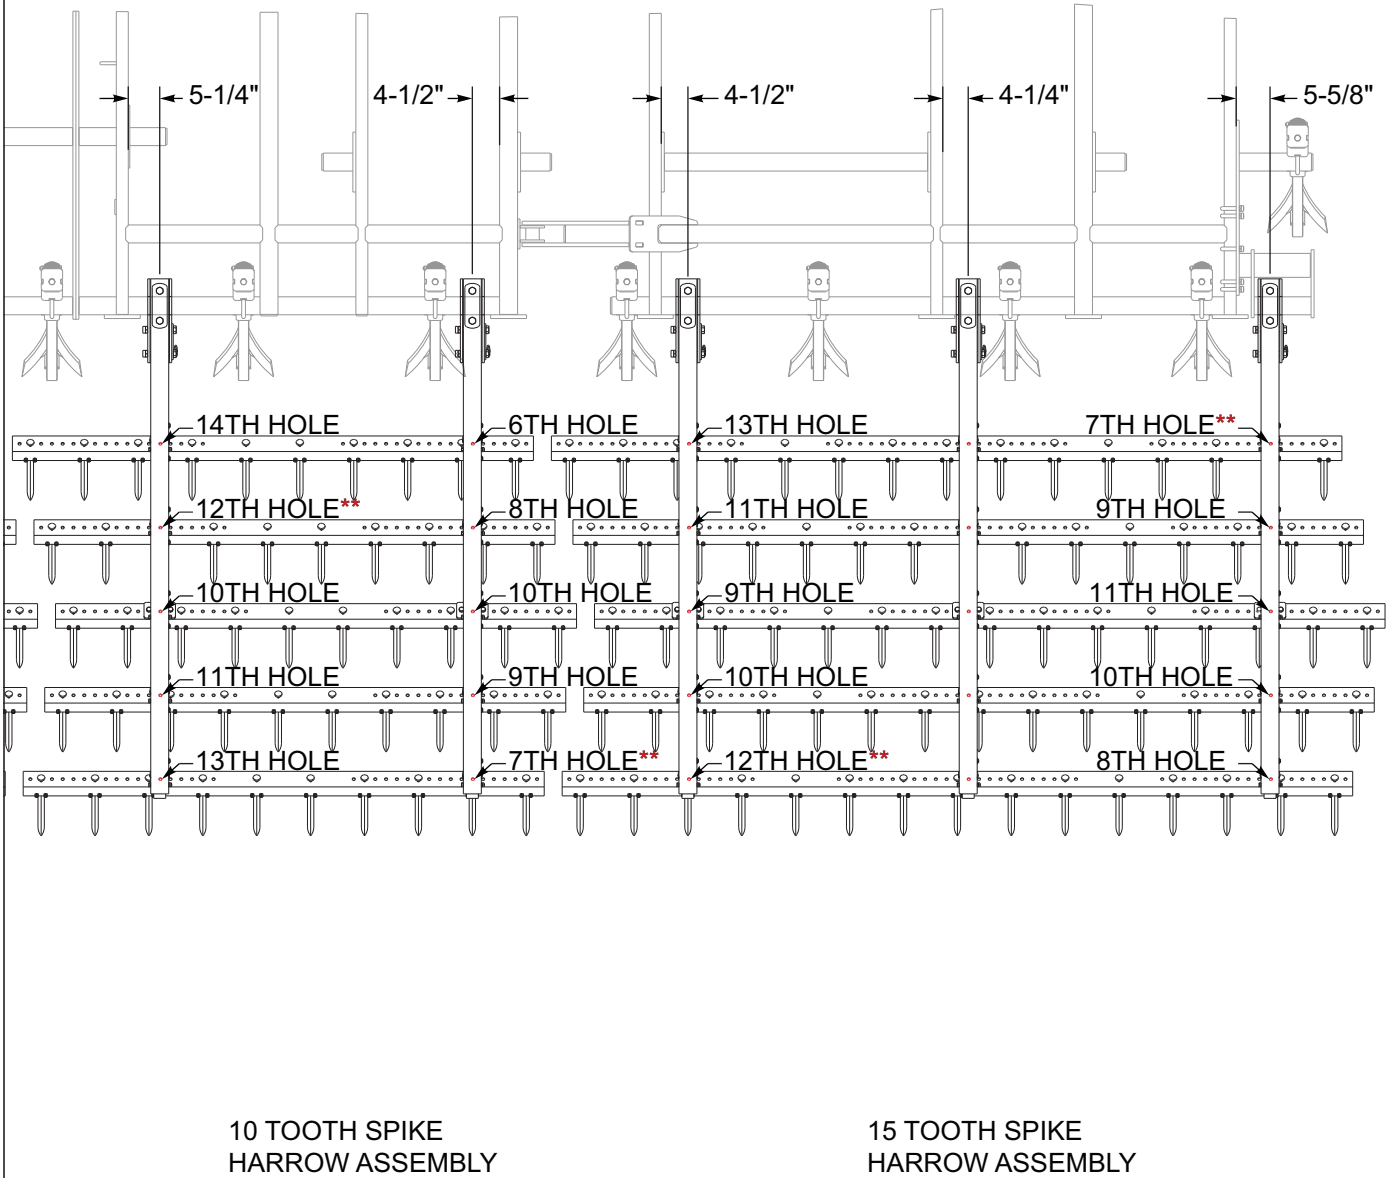 5-1/4" 4-1/2" 4-1/2" 4-1/4" 5-5/8"
14TH HOLE 6TH HOLE 13TH HOLE 7TH HOLE**
12TH HOLE** 8TH HOLE 11TH HOLE 9TH HOLE
10TH HOLE 10TH HOLE 9TH HOLE 11TH HOLE
11TH HOLE 9TH HOLE 10TH HOLE 10TH HOLE
13TH HOLE 7TH HOLE** 12TH HOLE** 8TH HOLE
10 TOOTH SPIKE
HARROW ASSEMBLY
15 TOOTH SPIKE
HARROW ASSEMBLY